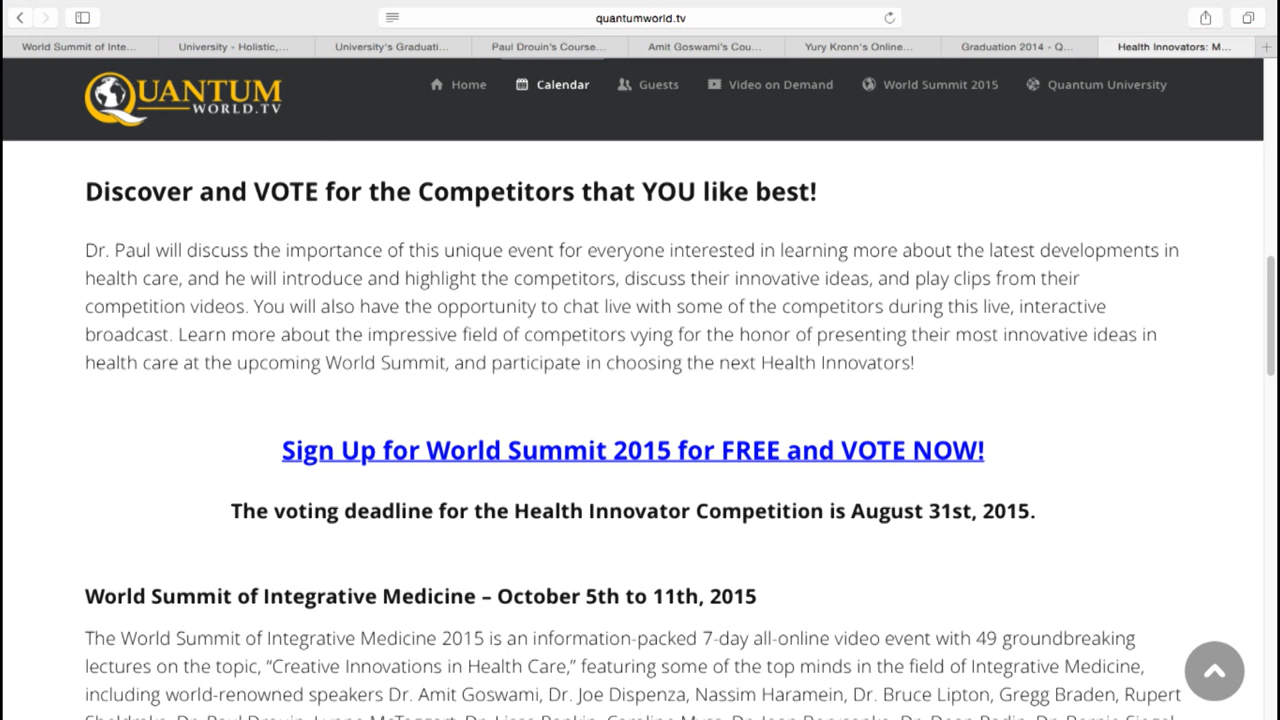 quantumworld.tv
World Summit of Inte...
University - Holistic,...
University's Graduati...
Paul Drouin's Course...
Amit Goswami's Cou...
Yury Kronn's Online...
Graduation 2014 - Q...
Health Innovators: M...
QUANTUM
WORLD.TV
Home
Calendar
Guests
Video on Demand
World Summit 2015
Quantum University
Discover and VOTE for the Competitors that YOU like best!
Dr. Paul will discuss the importance of this unique event for everyone interested in learning more about the latest developments in
health care, and he will introduce and highlight the competitors, discuss their innovative ideas, and play clips from their
competition videos. You will also have the opportunity to chat live with some of the competitors during this live, interactive
broadcast. Learn more about the impressive field of competitors vying for the honor of presenting their most innovative ideas in
health care at the upcoming World Summit, and participate in choosing the next Health Innovators!
Sign Up for World Summit 2015 for FREE and VOTE NOW!
The voting deadline for the Health Innovator Competition is August 31st, 2015.
World Summit of Integrative Medicine – October 5th to 11th, 2015
The World Summit of Integrative Medicine 2015 is an information-packed 7-day all-online video event with 49 groundbreaking
lectures on the topic, “Creative Innovations in Health Care,” featuring some of the top minds in the field of Integrative Medicine,
including world-renowned speakers Dr. Amit Goswami, Dr. Joe Dispenza, Nassim Haramein, Dr. Bruce Lipton, Gregg Braden, Rupert